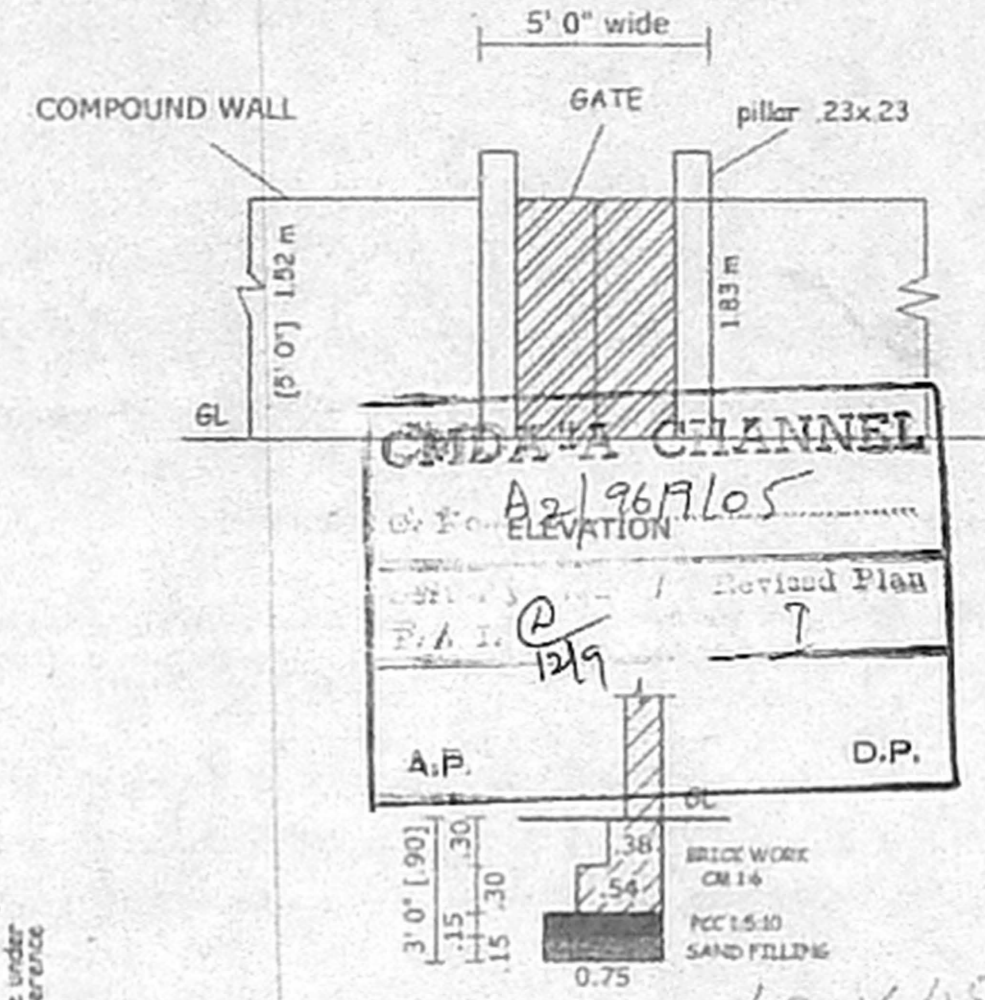 5' 0" wide
COMPOUND WALL
GATE
pillar .23x.23
(5' 0") 1.52 m
1.83 m
GL
CMDA "A CHANNEL
A2/9619/05
ELEVATION
Revised Plan
12/9
A.P.
D.P.
GL
3' 0" [.90]
.30
.30
.15
.15
.38
.54
BRICK WORK
CM 1:6
PCC 1:5:10
SAND FILLING
0.75
under
erence